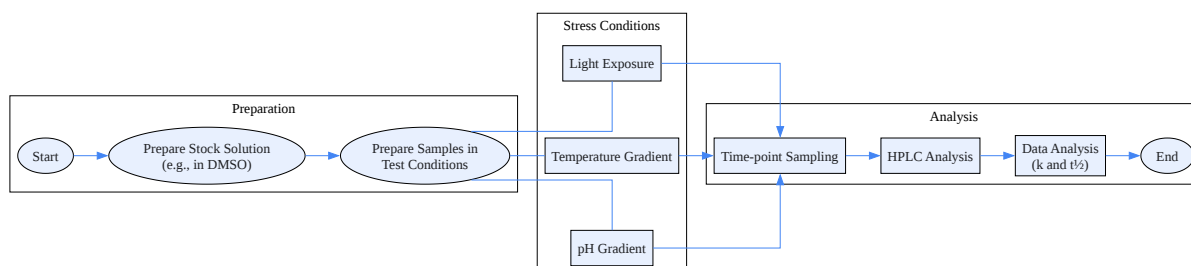 Stress Conditions
Light Exposure
Preparation
Analysis
Start
Prepare Stock Solution
(e.g., in DMSO)
Prepare Samples in
Test Conditions
Temperature Gradient
Time-point Sampling
HPLC Analysis
Data Analysis
(k and t½)
End
pH Gradient